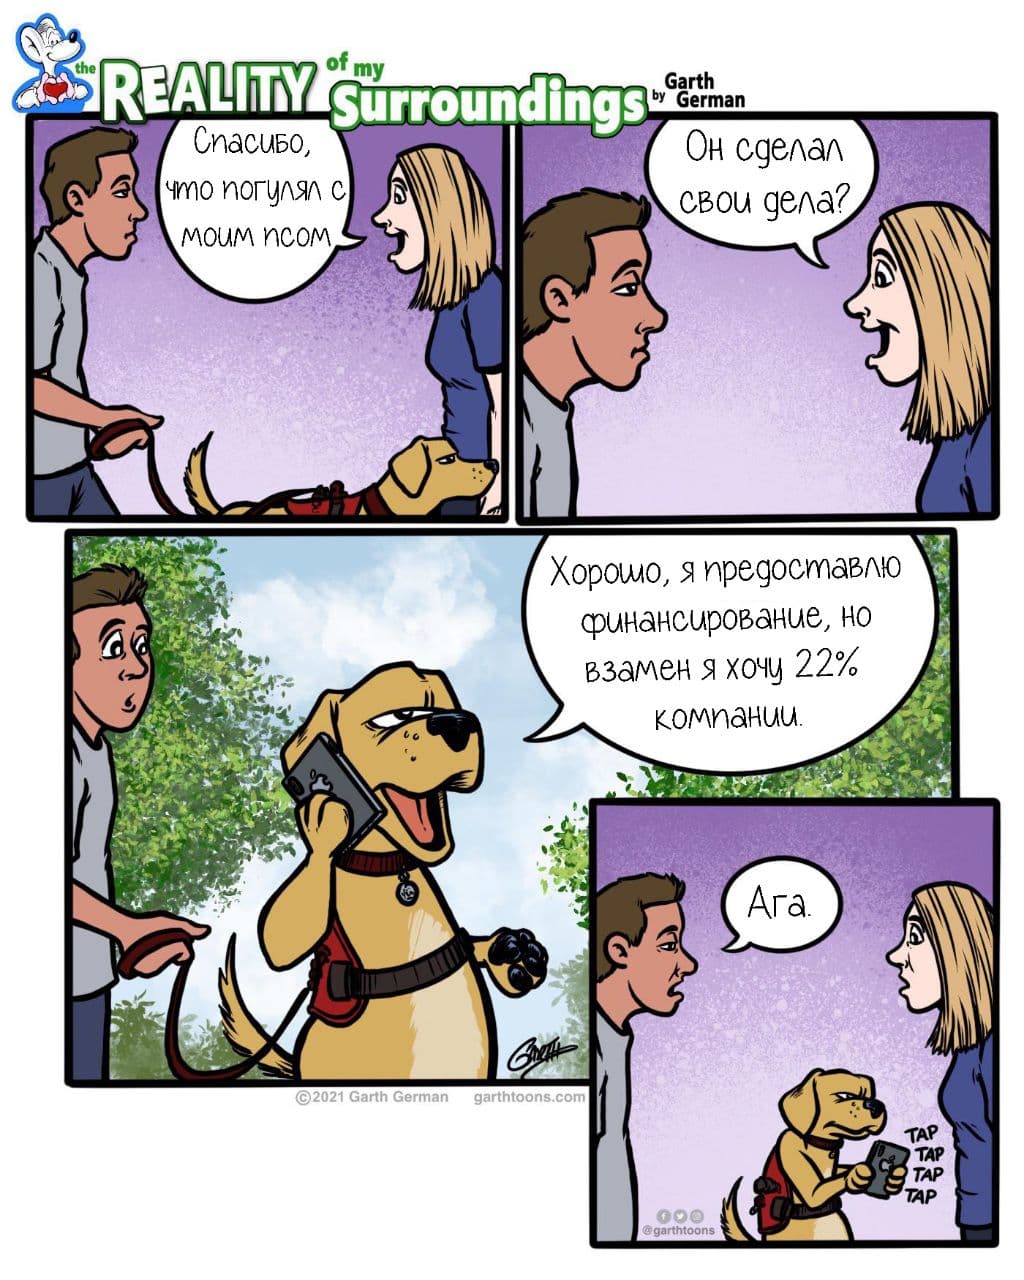 the REALITY of my
Surroundings by Garth
German
Спасибо,
что погулял с
моим псом
Он сделал
свои дела?
Хорошо, я предоставлю
финансирование, но
взамен я хочу 22%
компании.
Garth
©2021 Garth German garthtoons.com
Ага.
TAP
TAP
TAP
TAP
@garthtoons